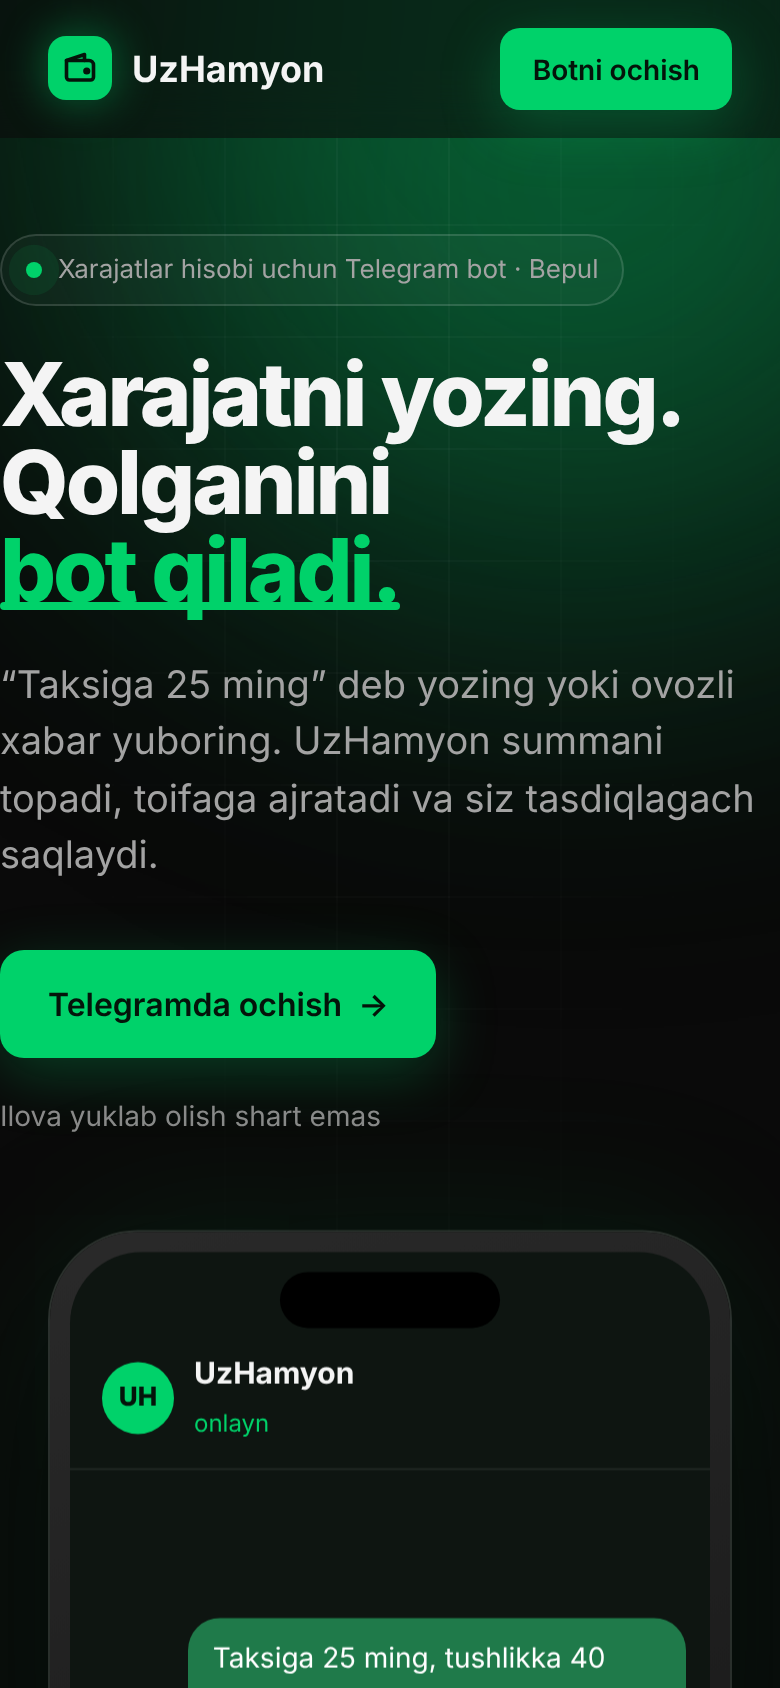 UzHamyon
Botni ochish
Xarajatlar hisobi uchun Telegram bot · Bepul
Xarajatni yozing.
Qolganini
bot qiladi.
“Taksiga 25 ming” deb yozing yoki ovozli
xabar yuboring. UzHamyon summani
topadi, toifaga ajratadi va siz tasdiqlagach
saqlaydi.
Telegramda ochish →
Ilova yuklab olish shart emas
UH
UzHamyon
onlayn
Taksiga 25 ming, tushlikka 40